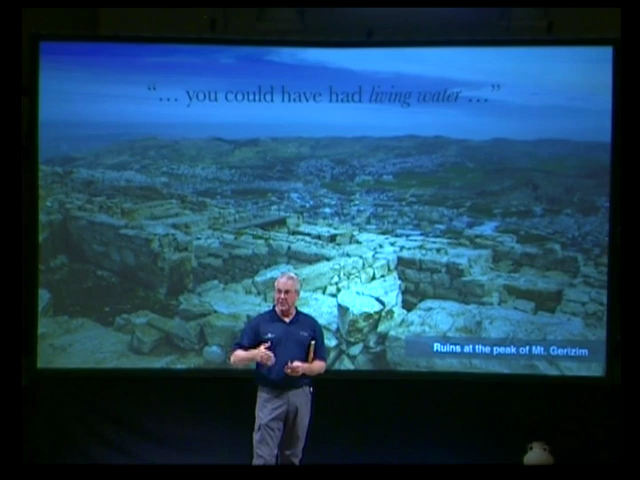 “... you could have had living water ...”
Ruins at the peak of Mt. Gerizim